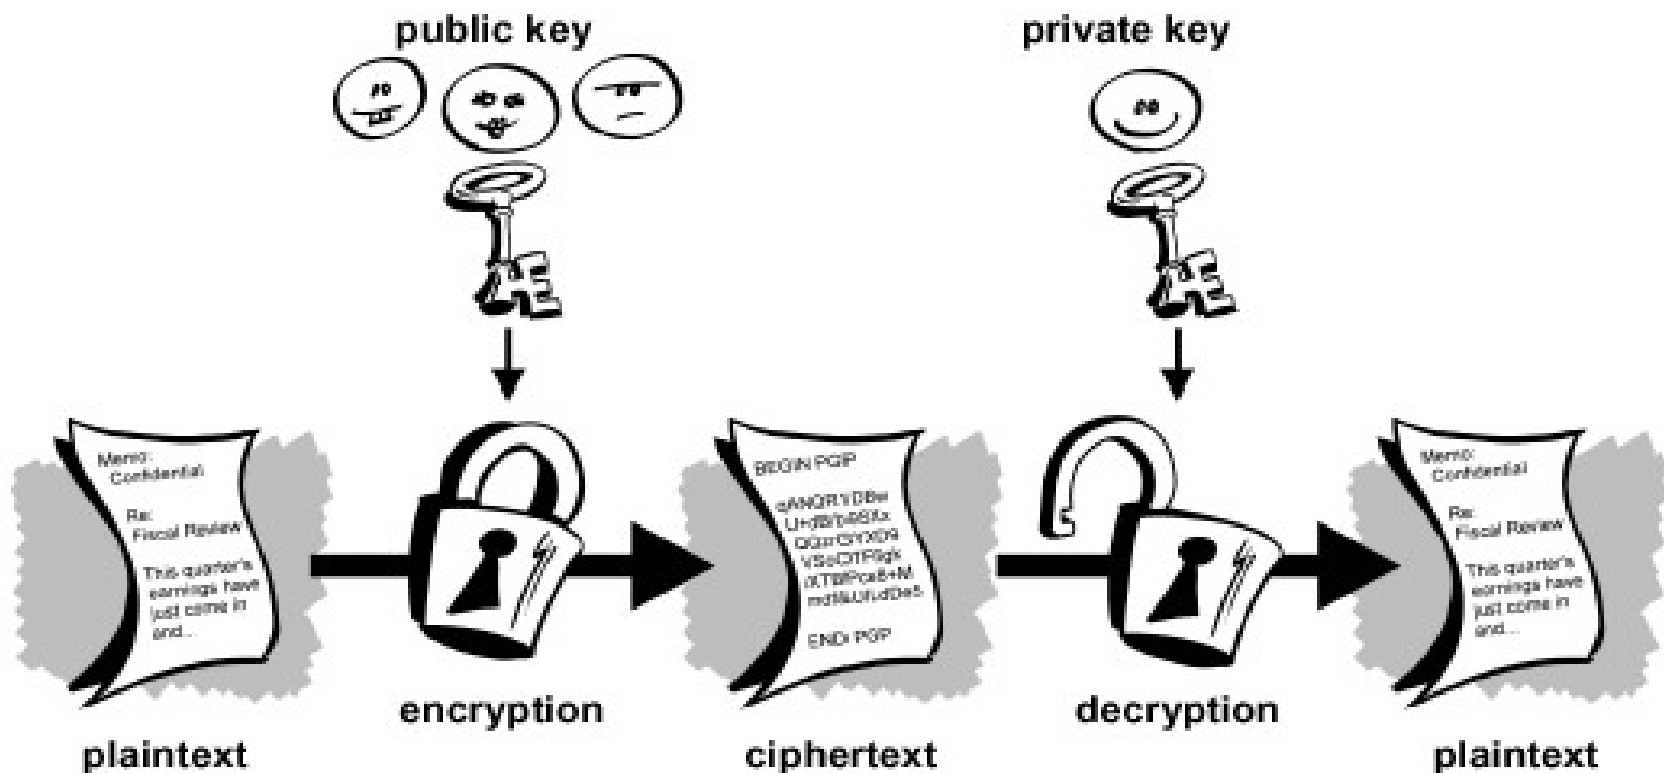 public key
private key
Memo:
Confidential
Re:
Fiscal Review
This quarter's
earnings have
just come in
and...
BEGIN PGP
END PGP
Memo:
Confidential
Re:
Fiscal Review
This quarter's
earnings have
just come in
and...
encryption
decryption
plaintext
ciphertext
plaintext